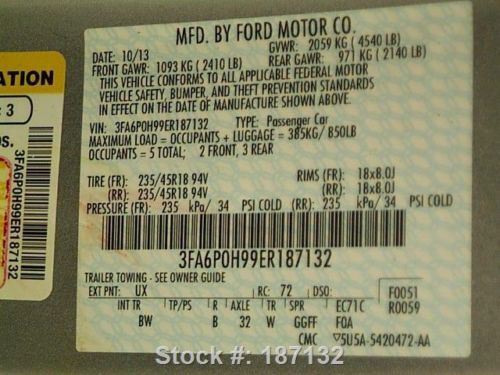 MFD. BY FORD MOTOR CO.
10/13
GVWR: 2059 KG ( 4540 LB)
FRONT GAWR: 1093 KG ( 2410 LB)
REAR GAWR: 971 KG ( 2140 LB)
THIS VEHICLE CONFORMS TO ALL APPLICABLE FEDERAL MOTOR
VEHICLE SAFETY, BUMPER, AND THEFT PREVENTION STANDARDS
IN EFFECT ON THE DATE OF MANUFACTURE SHOWN ABOVE.
VIN: 3FA6P0H99ER187132 TYPE: Passenger Car
MAXIMUM LOAD = OCCUPANTS + LUGGAGE = 385KG/ 850LB
OCCUPANTS = 5 TOTAL; 2 FRONT, 3 REAR
TIRE (FR): 235/45R18 94V RIMS (FR): 18x8.0J
(RR): 235/45R18 94V (RR): 18x8.0J
PRESSURE (FR): 235 kPa/ 34 PSI COLD (RR): 235 kPa/ 34 PSI COLD
3FA6P0H99ER187132
TRAILER TOWING - SEE OWNER GUIDE
EXT PNT: UX RC: 72 DSO: F0051
INT TR TP/PS R AXLE TR SPR EC71C R0059
BW B 32 W GGFF FQA
CMC 5U5A-5420472-AA
ATION
: 3
OS.
3FA6P0H99ER187132
Stock #: 187132